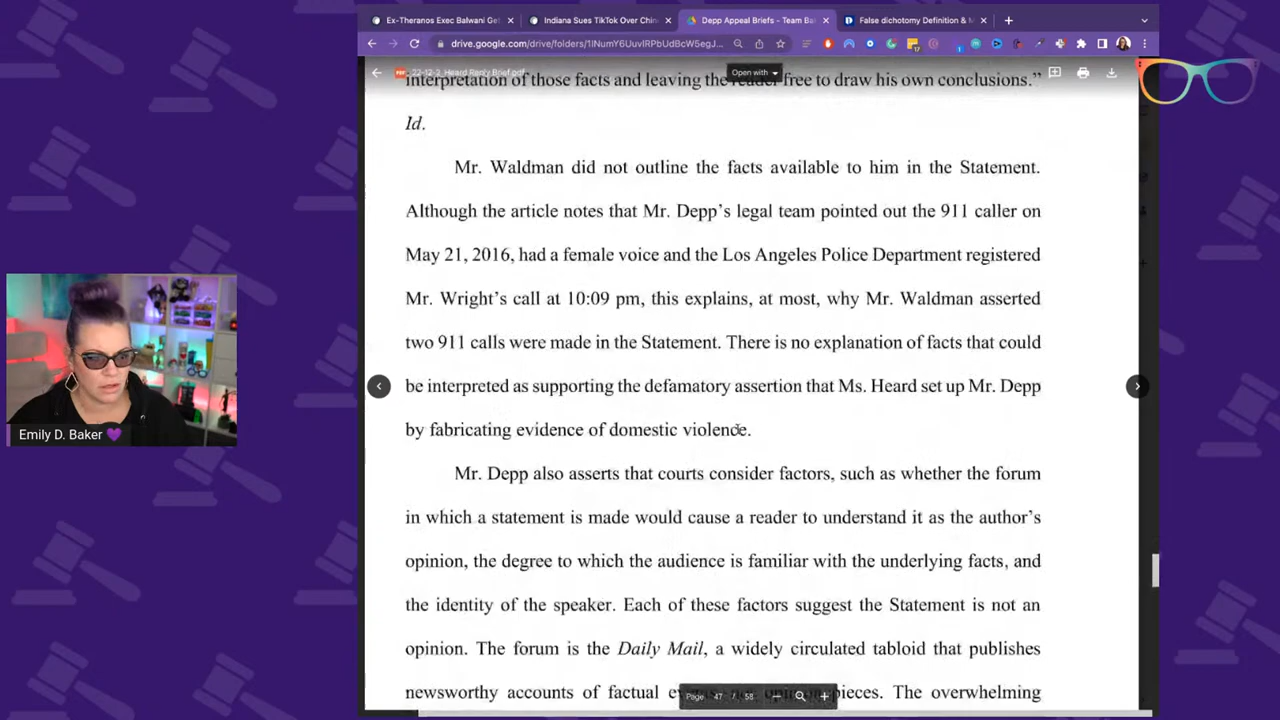 Ex-Theranos Exec Balwani Get
Indiana Sues TikTok Over Chin
Depp Appeal Briefs - Team Ba
False dichotomy Definition & M
22-12-2_Heard Reply Brief.pdf
Open with
interpretation of those facts and leaving the reader free to draw his own conclusions.”
Id.
Mr. Waldman did not outline the facts available to him in the Statement.
Although the article notes that Mr. Depp’s legal team pointed out the 911 caller on
May 21, 2016, had a female voice and the Los Angeles Police Department registered
Mr. Wright’s call at 10:09 pm, this explains, at most, why Mr. Waldman asserted
two 911 calls were made in the Statement. There is no explanation of facts that could
be interpreted as supporting the defamatory assertion that Ms. Heard set up Mr. Depp
by fabricating evidence of domestic violence.
Mr. Depp also asserts that courts consider factors, such as whether the forum
in which a statement is made would cause a reader to understand it as the author’s
opinion, the degree to which the audience is familiar with the underlying facts, and
the identity of the speaker. Each of these factors suggest the Statement is not an
opinion. The forum is the Daily Mail, a widely circulated tabloid that publishes
newsworthy accounts of factual pieces. The overwhelming
Page 47 / 58
Emily D. Baker